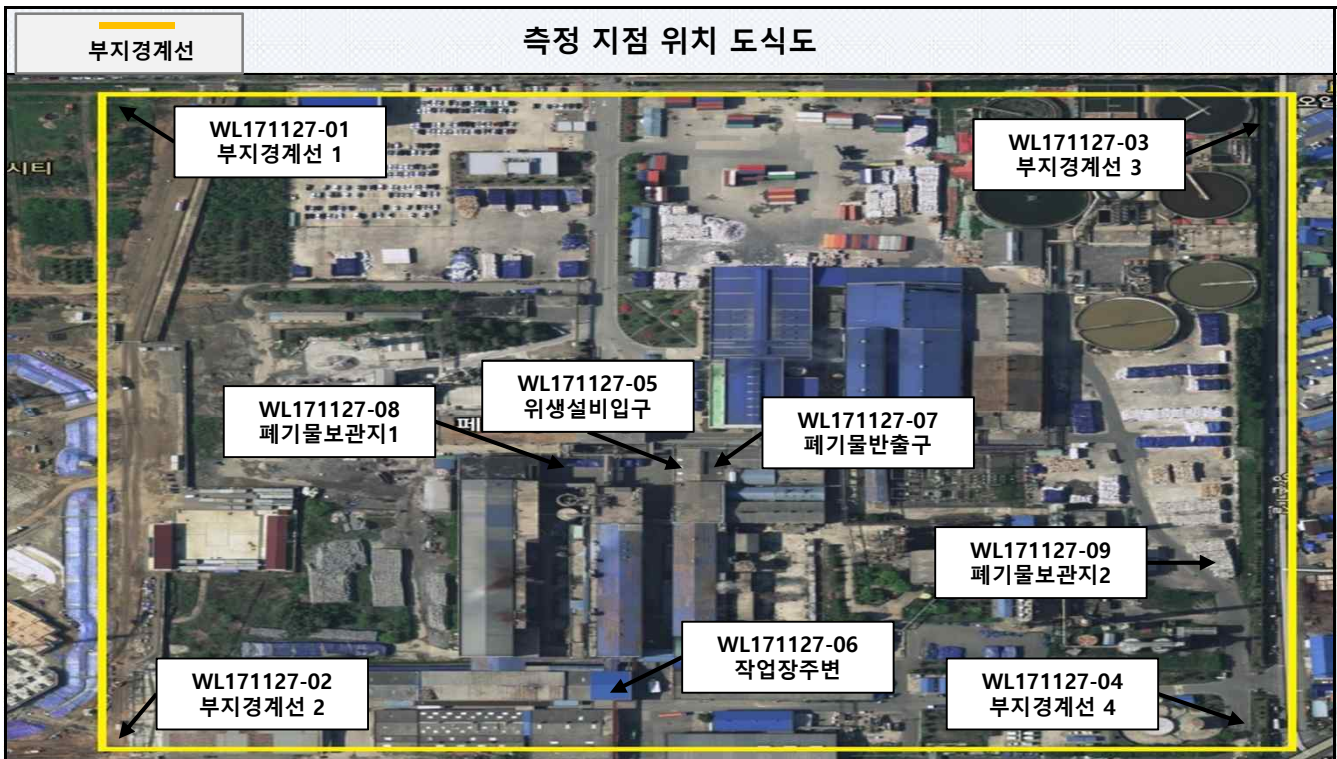 부지경계선
측정 지점 위치 도식도
WL171127-01
부지경계선 1
WL171127-03
부지경계선 3
시티
WL171127-05
위생설비입구
WL171127-08
폐기물보관지1
WL171127-07
폐기물반출구
페
WL171127-09
폐기물보관지2
WL171127-06
작업장주변
WL171127-02
부지경계선 2
WL171127-04
부지경계선 4